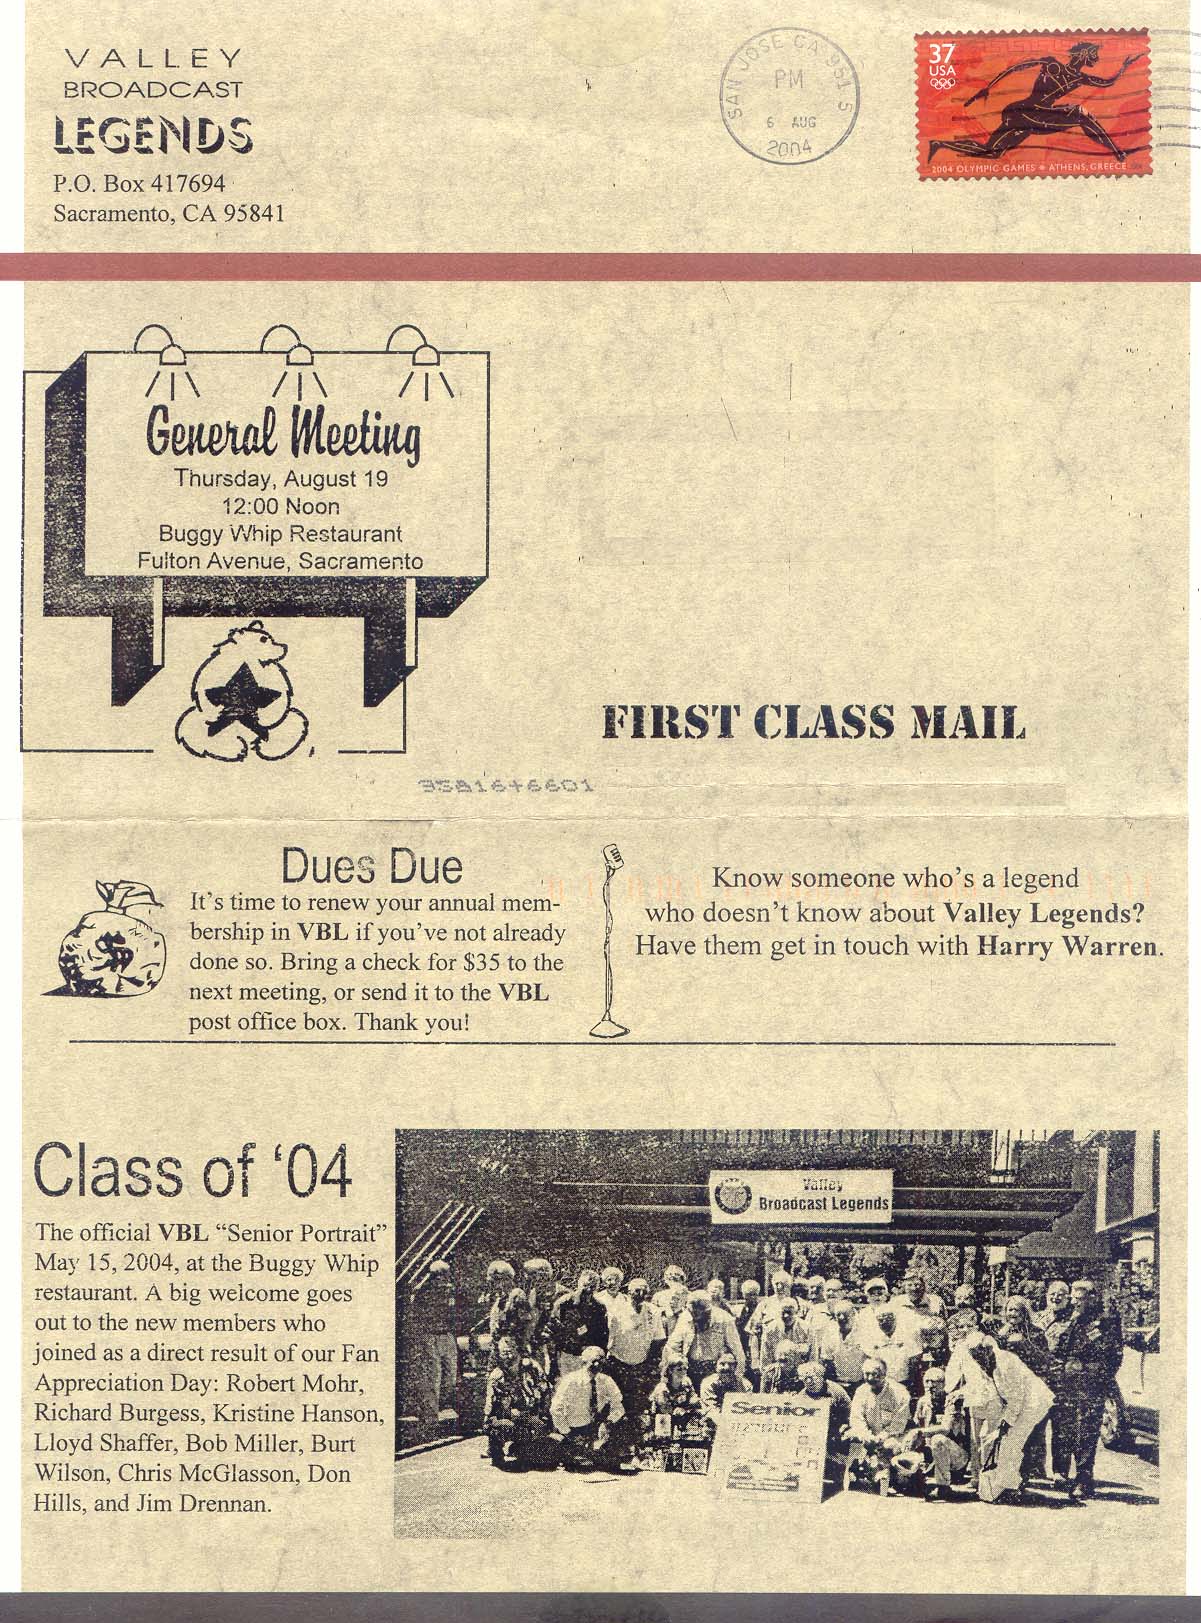 VALLEY
BROADCAST
LEGENDS
P.O. Box 417694
Sacramento, CA 95841
SAN JOSE CA 951 5
PM
6 AUG
2004
37
USA
2004 OLYMPIC GAMES ATHENS, GREECE
General Meeting
Thursday, August 19
12:00 Noon
Buggy Whip Restaurant
Fulton Avenue, Sacramento
FIRST CLASS MAIL
95816+6601
Dues Due
It's time to renew your annual mem-
bership in VBL if you've not already
done so. Bring a check for $35 to the
next meeting, or send it to the VBL
post office box. Thank you!
Know someone who's a legend
who doesn't know about Valley Legends?
Have them get in touch with Harry Warren.
Class of ‘04
The official VBL “Senior Portrait”
May 15, 2004, at the Buggy Whip
restaurant. A big welcome goes
out to the new members who
joined as a direct result of our Fan
Appreciation Day: Robert Mohr,
Richard Burgess, Kristine Hanson,
Lloyd Shaffer, Bob Miller, Burt
Wilson, Chris McGlasson, Don
Hills, and Jim Drennan.
Valley
Broadcast Legends
Senior